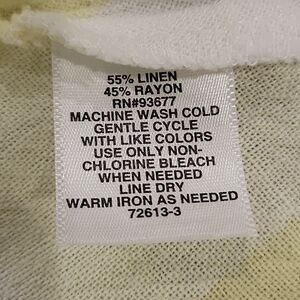 55% LINEN
45% RAYON
RN#93677
MACHINE WASH COLD
GENTLE CYCLE
WITH LIKE COLORS
USE ONLY NON-
CHLORINE BLEACH
WHEN NEEDED
LINE DRY
WARM IRON AS NEEDED
72613-3